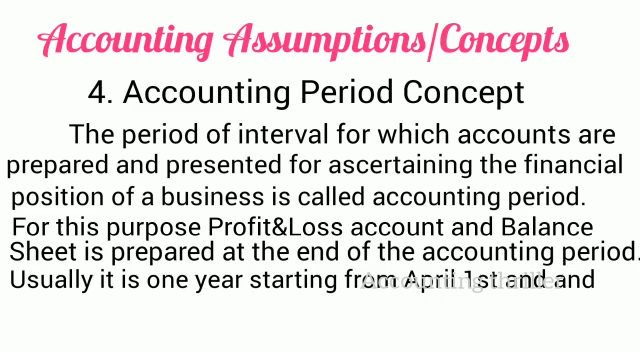 Accounting Assumptions/Concepts
4. Accounting Period Concept
The period of interval for which accounts are
prepared and presented for ascertaining the financial
position of a business is called accounting period.
For this purpose Profit&Loss account and Balance
Sheet is prepared at the end of the accounting period.
Usually it is one year starting from April 1st and and
Accounting thriller